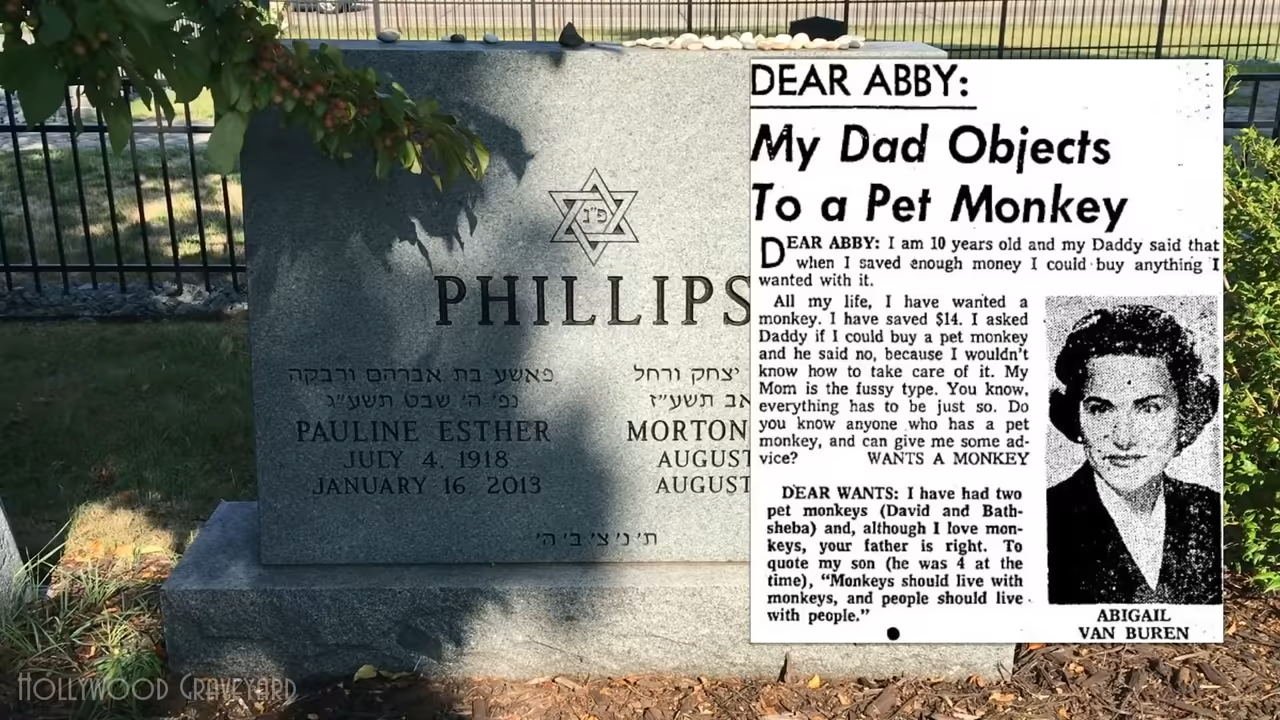 פ"נ
PHILLIPS
פאשע בת אברהם ורבקה
נפ' ה' שבט תשע"ג
PAULINE ESTHER
JULY 4, 1918
JANUARY 16, 2013
יצחק ורחל
אב תשע"ז
MORTON
AUGUST
AUGUST
ת' נ' צ' ב' ה'
DEAR ABBY:
My Dad Objects
To a Pet Monkey
DEAR ABBY: I am 10 years old and my Daddy said that
when I saved enough money I could buy anything I
wanted with it.
All my life, I have wanted a
monkey. I have saved $14. I asked
Daddy if I could buy a pet monkey
and he said no, because I wouldn't
know how to take care of it. My
Mom is the fussy type. You know,
everything has to be just so. Do
you know anyone who has a pet
monkey, and can give me some ad-
vice? WANTS A MONKEY
DEAR WANTS: I have had two
pet monkeys (David and Bath-
sheba) and, although I love mon-
keys, your father is right. To
quote my son (he was 4 at the
time), "Monkeys should live with
monkeys, and people should live
with people."
ABIGAIL
VAN BUREN
HOLLYWOOD GRAVEYARD